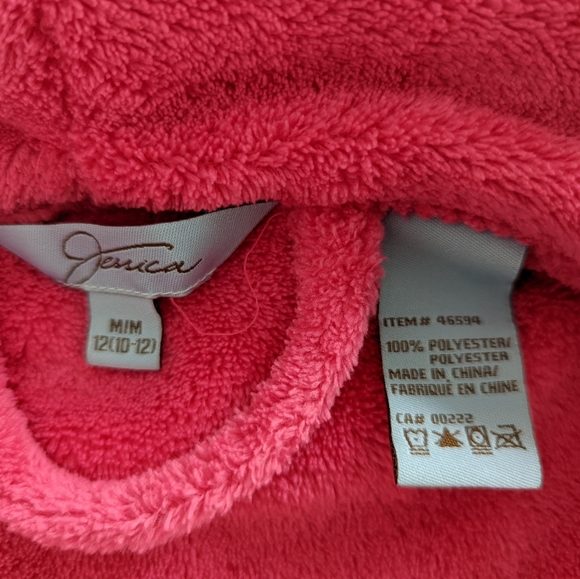 Jessica
M/M
12(10-12)
ITEM# 46594
100% POLYESTER/
POLYESTER
MADE IN CHINA/
FABRIQUÉ EN CHINE
CA# 00222